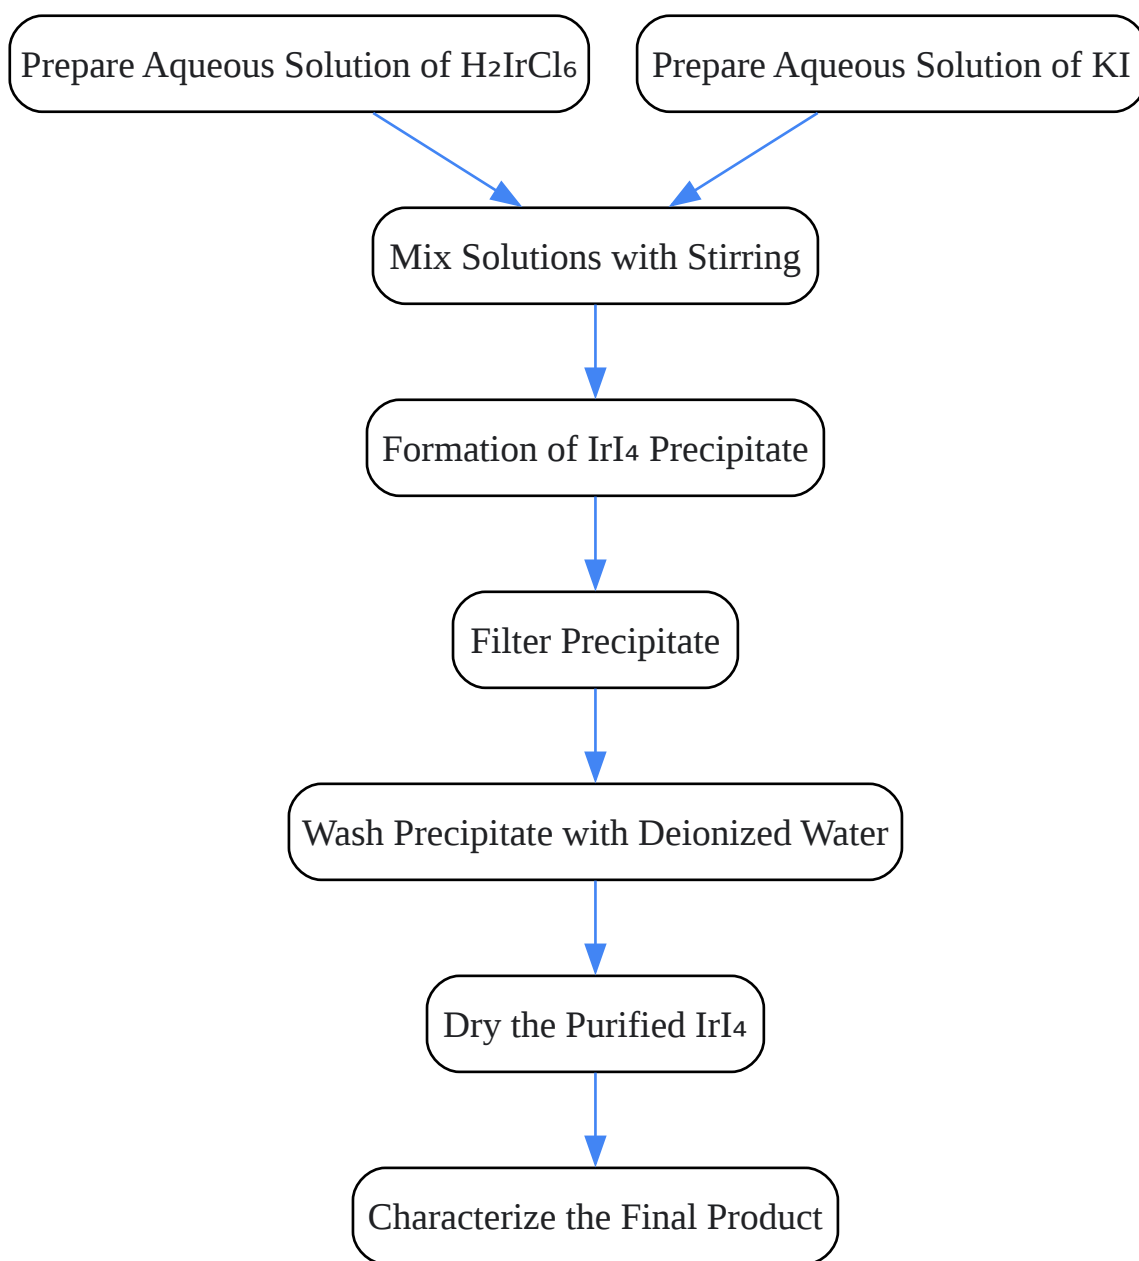 Prepare Aqueous Solution of H₂IrCl₆
Prepare Aqueous Solution of KI
Mix Solutions with Stirring
Formation of IrI₄ Precipitate
Filter Precipitate
Wash Precipitate with Deionized Water
Dry the Purified IrI₄
Characterize the Final Product